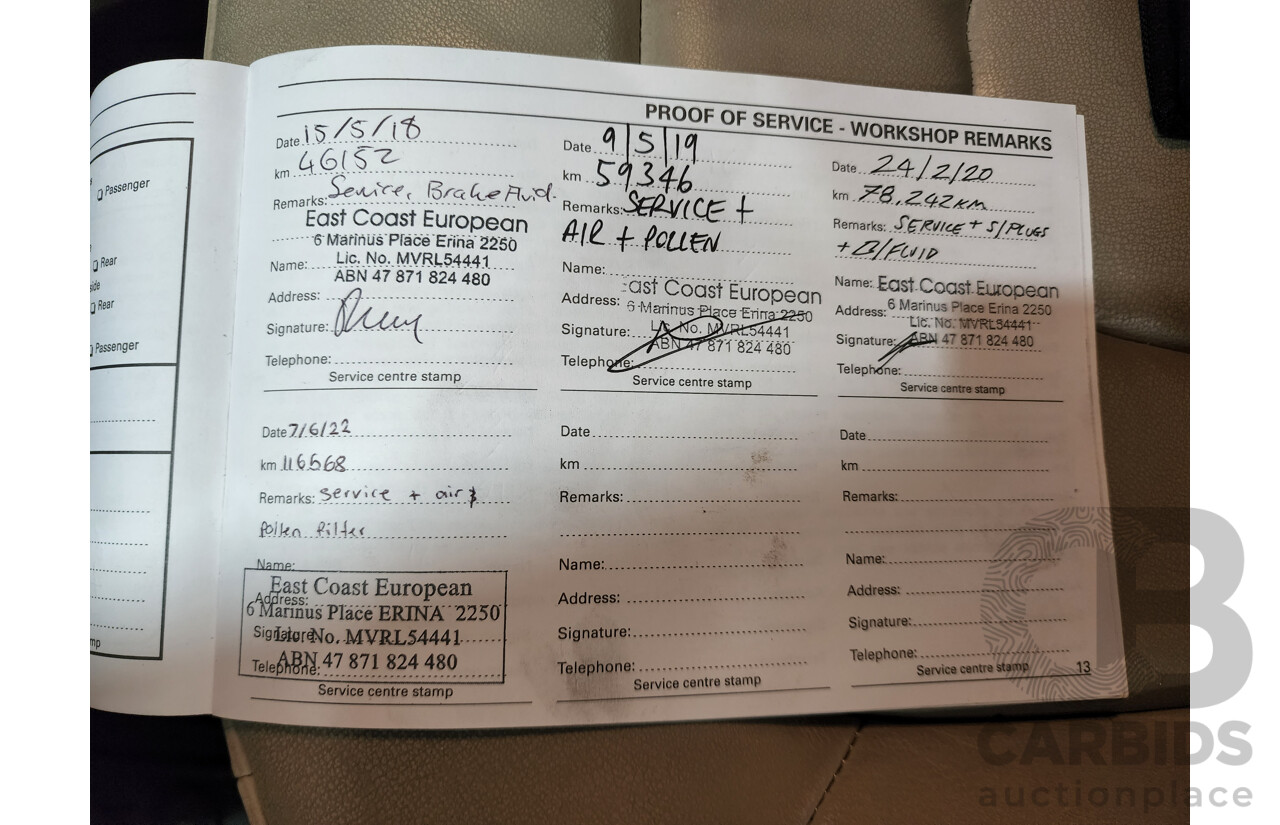 Passenger
Rear
side
Rear
Passenger
mp
PROOF OF SERVICE - WORKSHOP REMARKS
Date 15/5/18
km 46152
Remarks: Service, Brake Fluid.
East Coast European
6 Marinus Place Erina 2250
Lic. No. MVRL54441
Name:
ABN 47 871 824 480
Address:
Signature:
Telephone:
Service centre stamp
Date 9/5/19
km 59346
Remarks: SERVICE +
AIR + POLLEN
Name:
East Coast European
Address: 6 Marinus Place Erina 2250
Signature: Lic. No. MVRL54441
ABN 47 871 824 480
Telephone:
Service centre stamp
Date 24/2/20
km 78,242KM
Remarks: SERVICE + S/PLUGS
+ B/FLUID
Name: East Coast European
Address: 6 Marinus Place Erina 2250
Lic. No. MVRL54441
Signature: ABN 47 871 824 480
Telephone:
Service centre stamp
Date 7/6/22
km 116568
Remarks: service + air &
Pollen filter
Name:
East Coast European
Address:
6 Marinus Place ERINA 2250
Signature: Lic. No. MVRL54441
Telephone: ABN 47 871 824 480
Service centre stamp
Date
km
Remarks:
Name:
Address:
Signature:
Telephone:
Service centre stamp
Date
km
Remarks:
Name:
Address:
Signature:
Telephone:
Service centre stamp
13
CB
CARBIDS
auctionplace